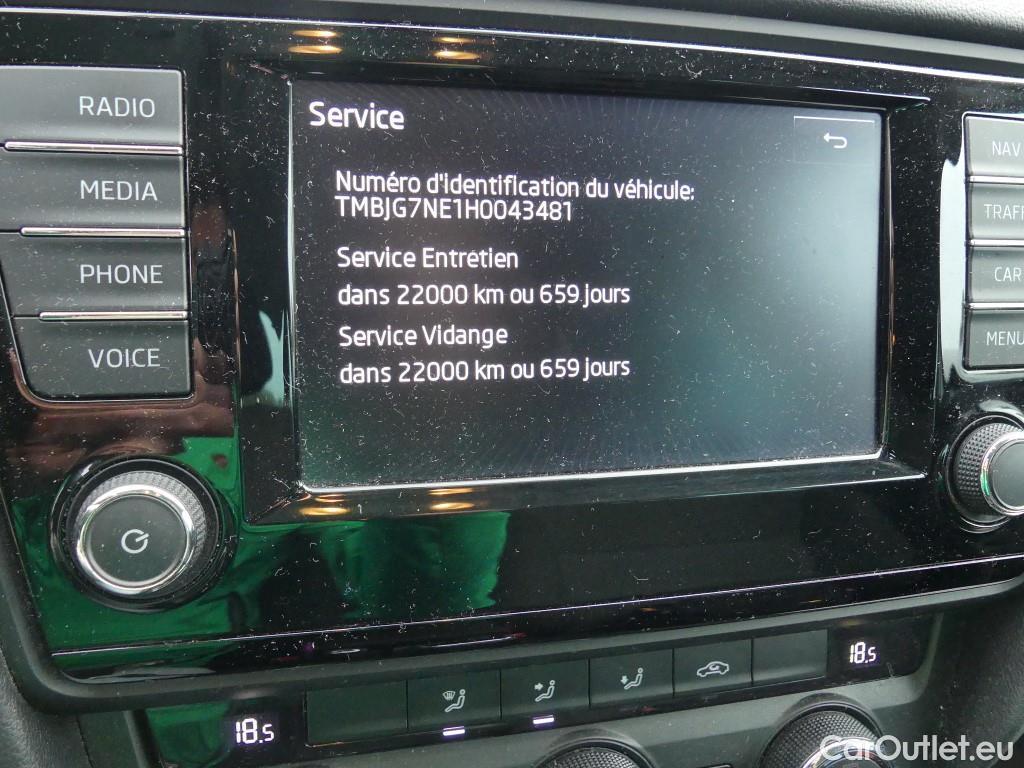 RADIO
MEDIA
PHONE
VOICE
Service
Numéro d'identification du véhicule:
TMBJG7NE1H0043481
Service Entretien
dans 22000 km ou 659 jours
Service Vidange
dans 22000 km ou 659 jours
NAV
TRAFF
CAR
MENU
18.5
18.5
CarOutlet.eu